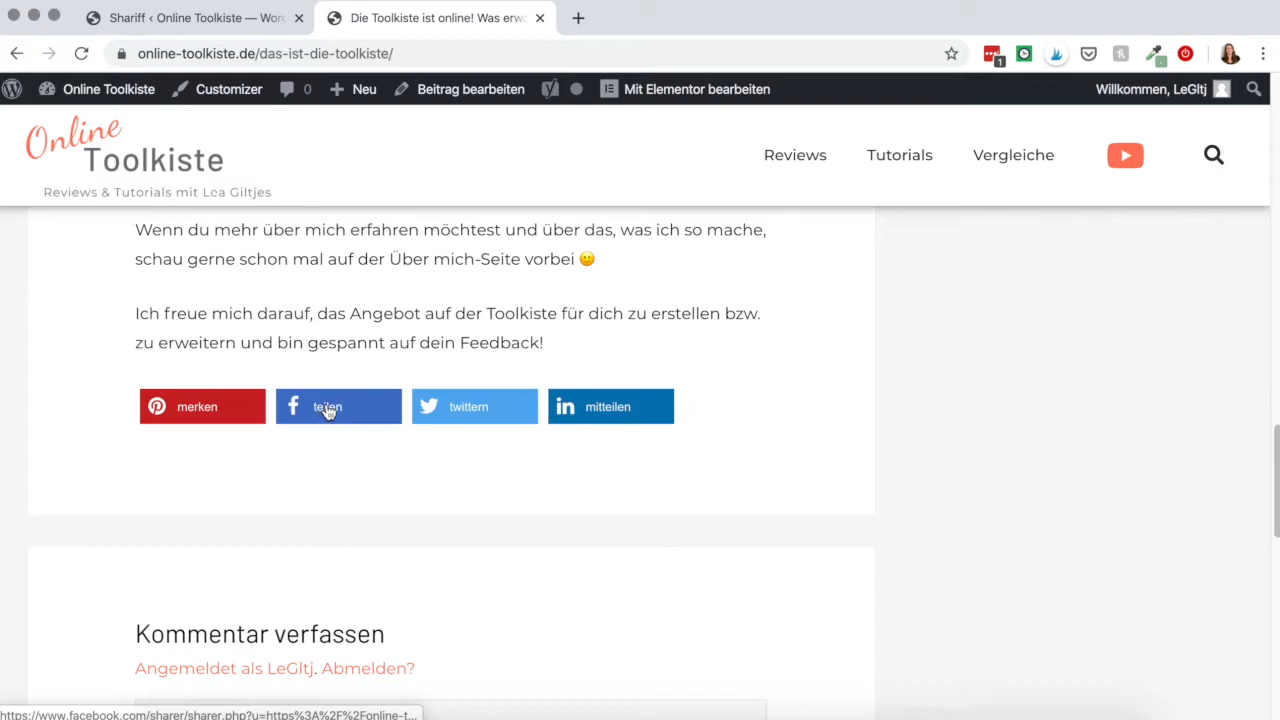 Shariff ‹ Online Toolkiste — Wor
Die Toolkiste ist online! Was erw
online-toolkiste.de/das-ist-die-toolkiste/
1
Online Toolkiste Customizer 0 Neu Beitrag bearbeiten Mit Elementor bearbeiten Willkommen, LeGltj
Online
Toolkiste
Reviews & Tutorials mit Lea Giltjes
Reviews Tutorials Vergleiche
Wenn du mehr über mich erfahren möchtest und über das, was ich so mache,
schau gerne schon mal auf der Über mich-Seite vorbei 🙂
Ich freue mich darauf, das Angebot auf der Toolkiste für dich zu erstellen bzw.
zu erweitern und bin gespannt auf dein Feedback!
merken teilen twittern mitteilen
Kommentar verfassen
Angemeldet als LeGltj. Abmelden?
https://www.facebook.com/sharer/sharer.php?u=https%3A%2F%2Fonline-t...